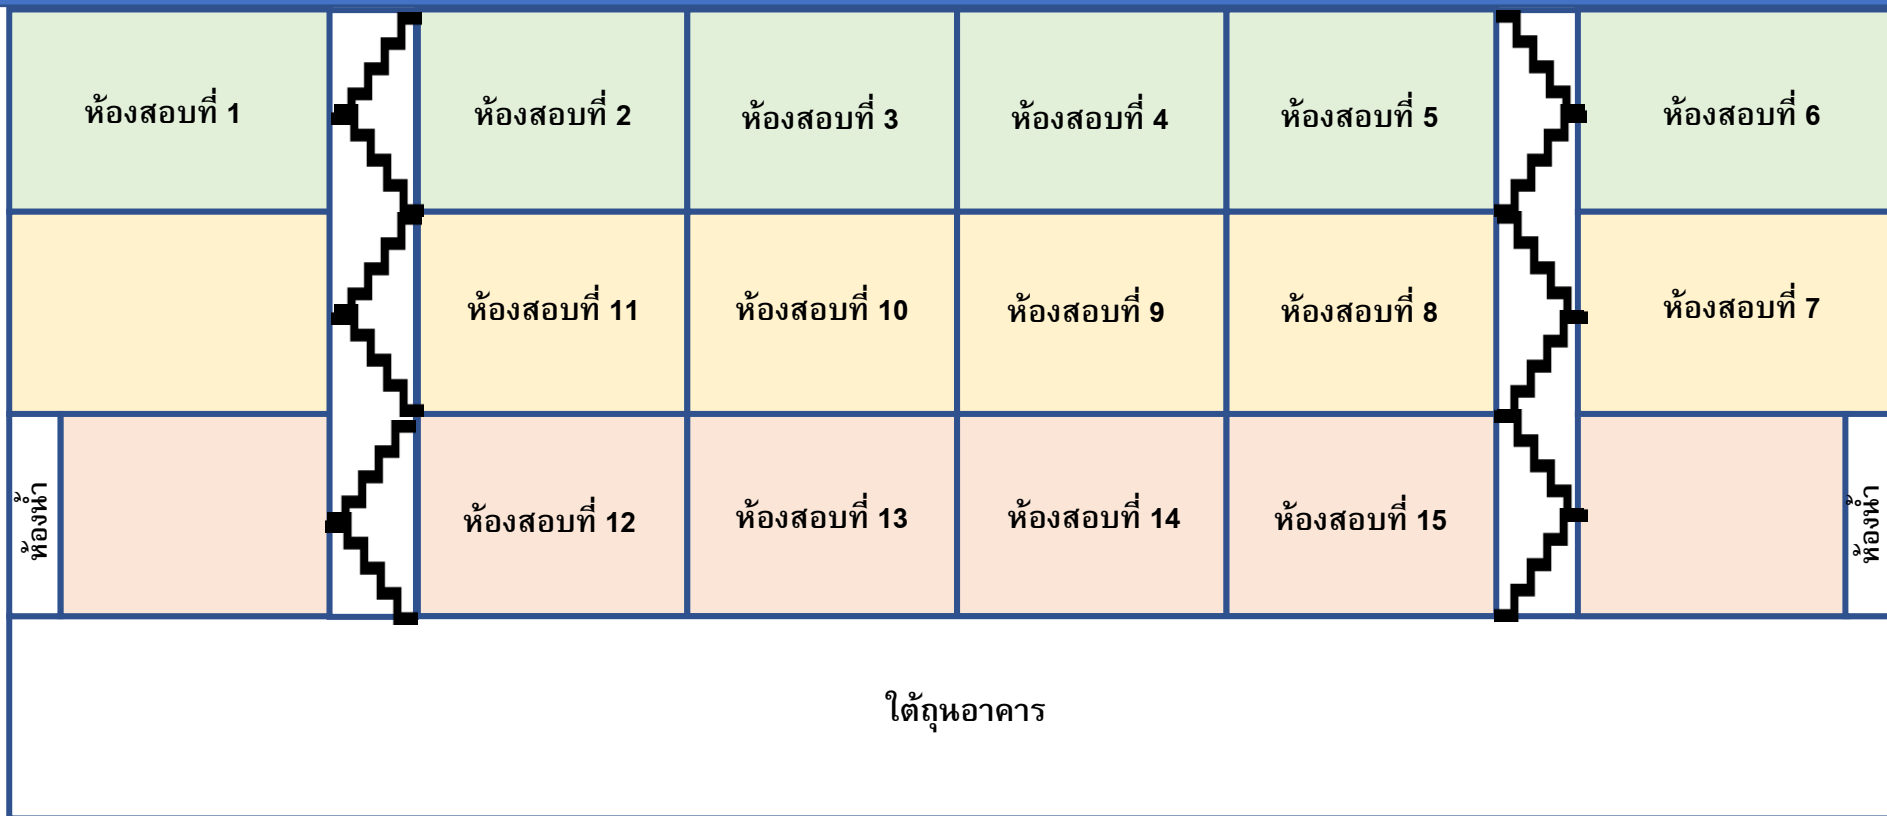 ห้องสอบที่ 1
ห้องสอบที่ 2
ห้องสอบที่ 3
ห้องสอบที่ 4
ห้องสอบที่ 5
ห้องสอบที่ 6
ห้องสอบที่ 11
ห้องสอบที่ 10
ห้องสอบที่ 9
ห้องสอบที่ 8
ห้องสอบที่ 7
ห้องน้ำ
ห้องสอบที่ 12
ห้องสอบที่ 13
ห้องสอบที่ 14
ห้องสอบที่ 15
ห้องน้ำ
ใต้ถุนอาคาร